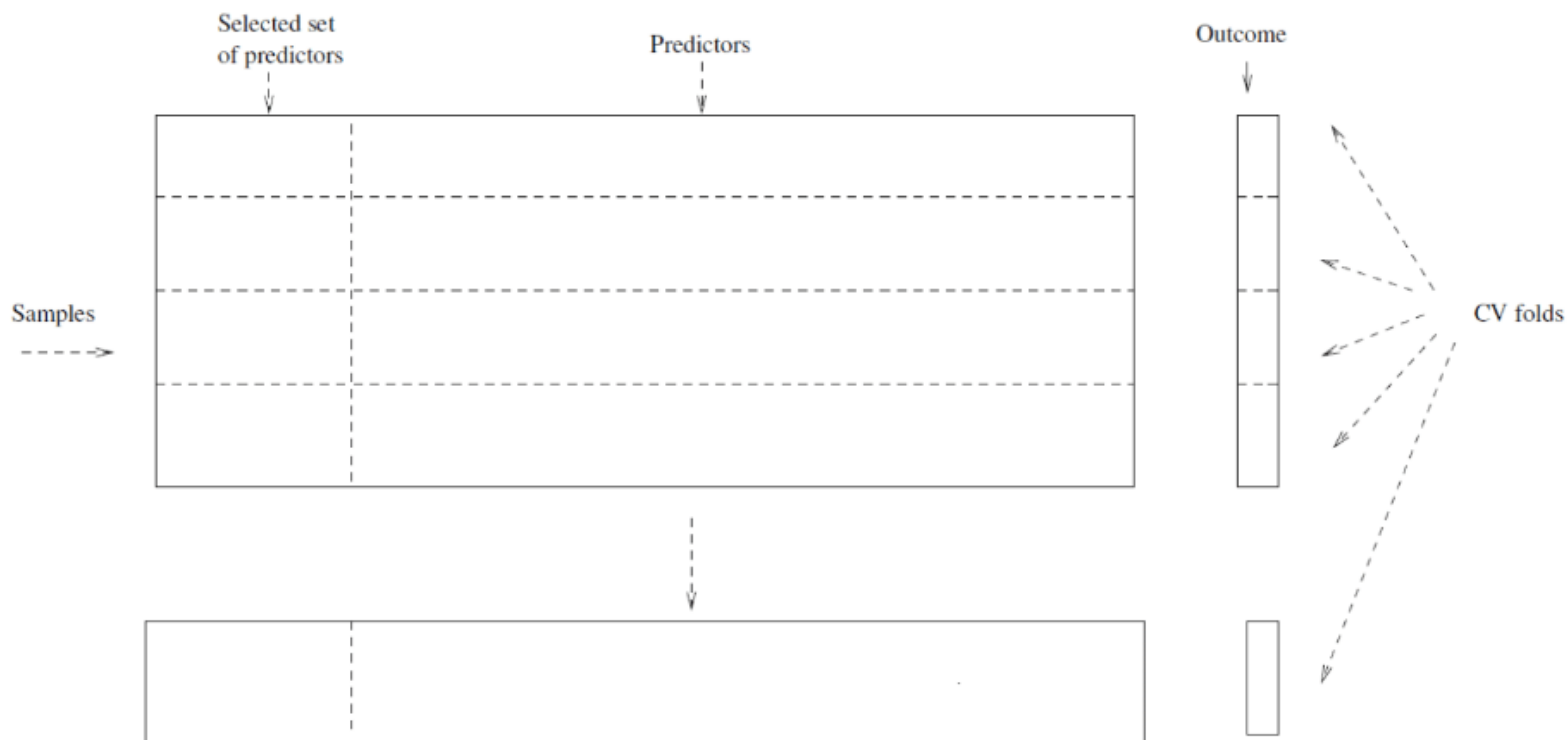 Selected set
of predictors
Predictors
Outcome
Samples
CV folds